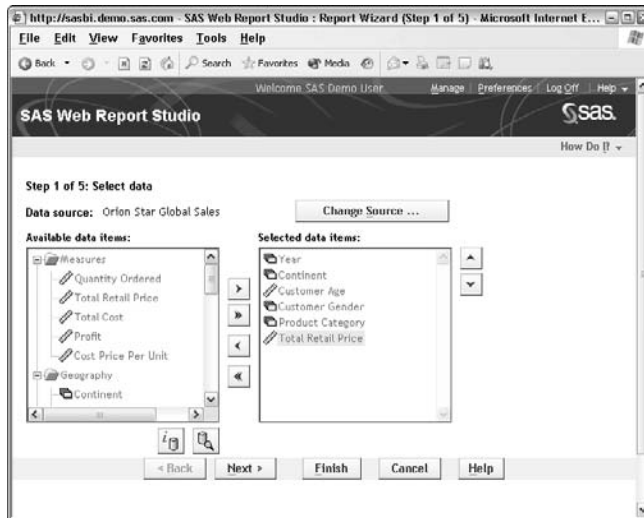 http://sasbi.demo.sas.com - SAS Web Report Studio : Report Wizard (Step 1 of 5) - Microsoft Internet E...
File Edit View Favorites Tools Help
Back Search Favorites Media
Welcome SAS Demo User Manage Preferences Log Off Help
SAS Web Report Studio
sas.
How Do I?
Step 1 of 5: Select data
Data source: Orion Star Global Sales
Change Source ...
Available data items:
Selected data items:
Measures
Quantity Ordered
Total Retail Price
Total Cost
Profit
Cost Price Per Unit
Geography
Continent
Year
Continent
Customer Age
Customer Gender
Product Category
Total Retail Price
« Back Next » Finish Cancel Help